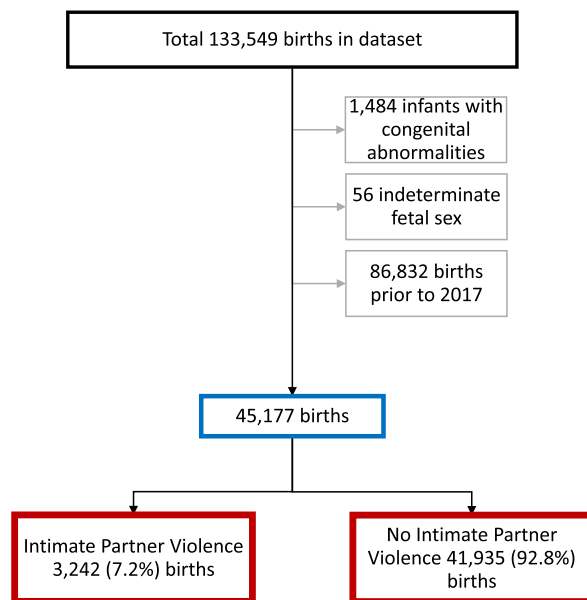 Total 133,549 births in dataset
1,484 infants with
congenital
abnormalities
56 indeterminate
fetal sex
86,832 births
prior to 2017
45,177 births
Intimate Partner Violence
3,242 (7.2%) births
No Intimate Partner
Violence 41,935 (92.8%)
births